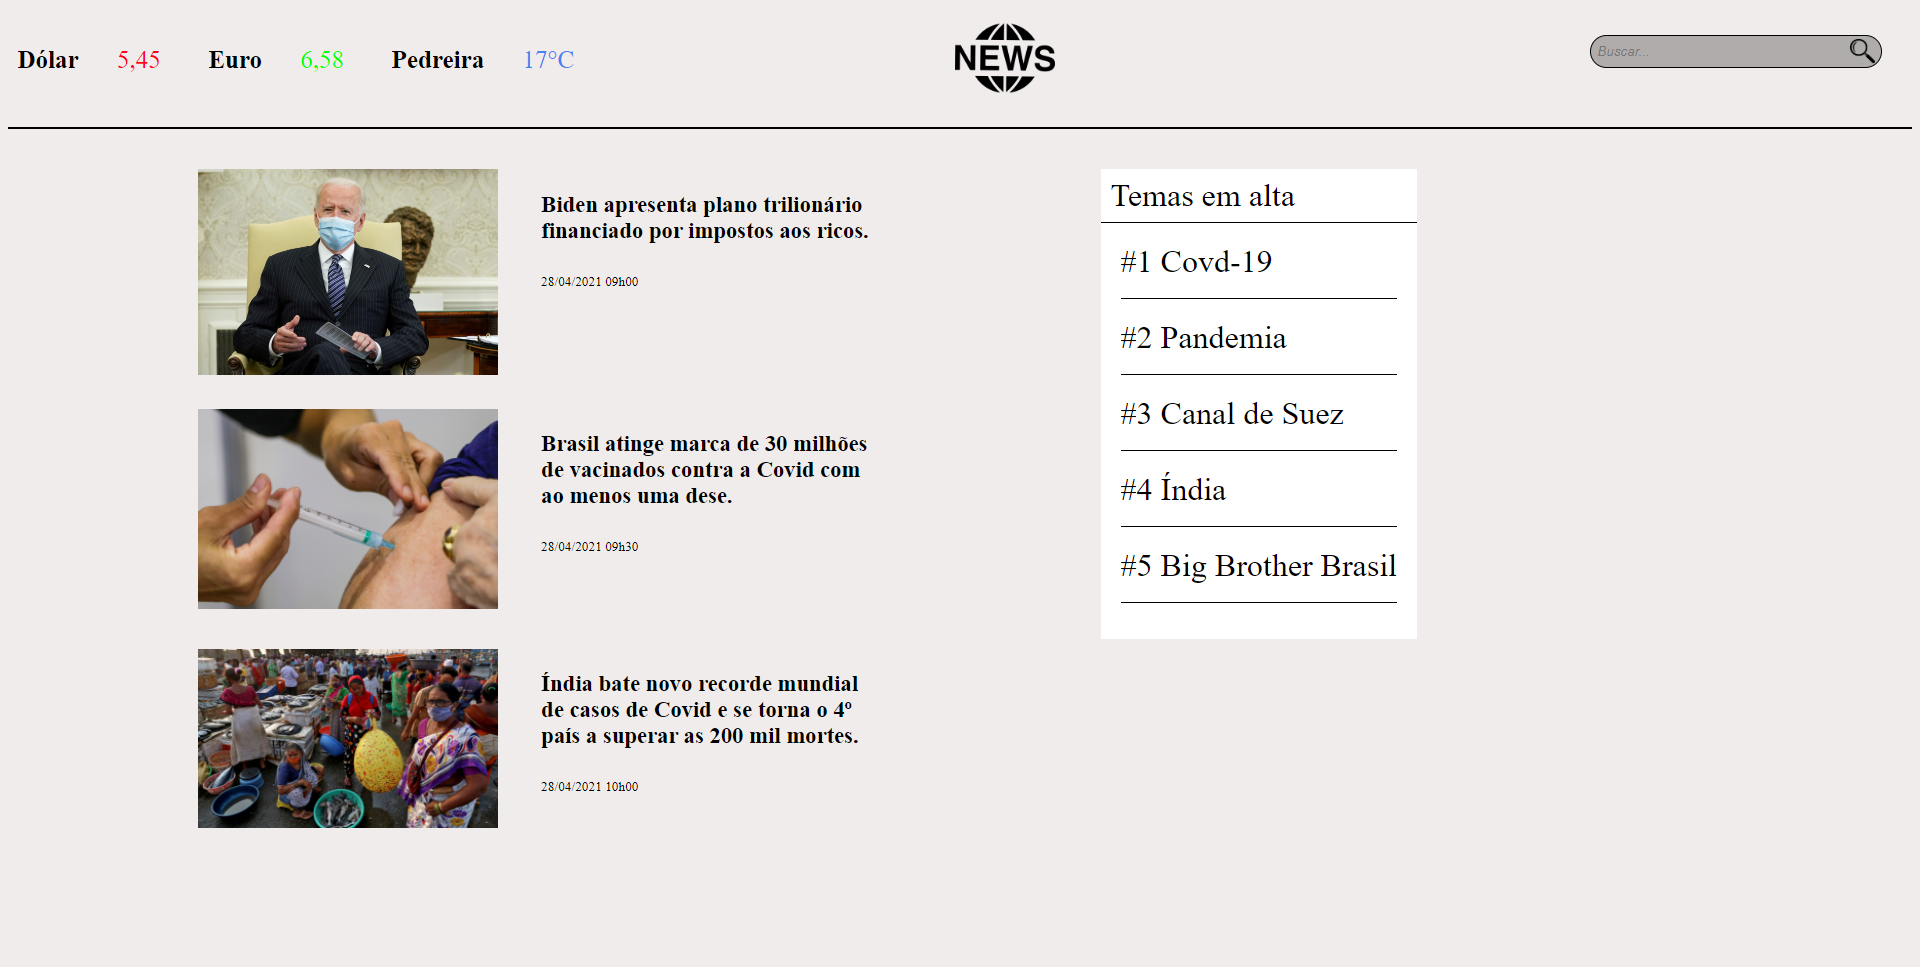 Dólar 5,45 Euro 6,58 Pedreira 17°C
NEWS
Buscar...
Biden apresenta plano trilionário
financiado por impostos aos ricos.
28/04/2021 09h00
Brasil atinge marca de 30 milhões
de vacinados contra a Covid com
ao menos uma dese.
28/04/2021 09h30
Índia bate novo recorde mundial
de casos de Covid e se torna o 4º
país a superar as 200 mil mortes.
28/04/2021 10h00
Temas em alta
#1 Covd-19
#2 Pandemia
#3 Canal de Suez
#4 Índia
#5 Big Brother Brasil